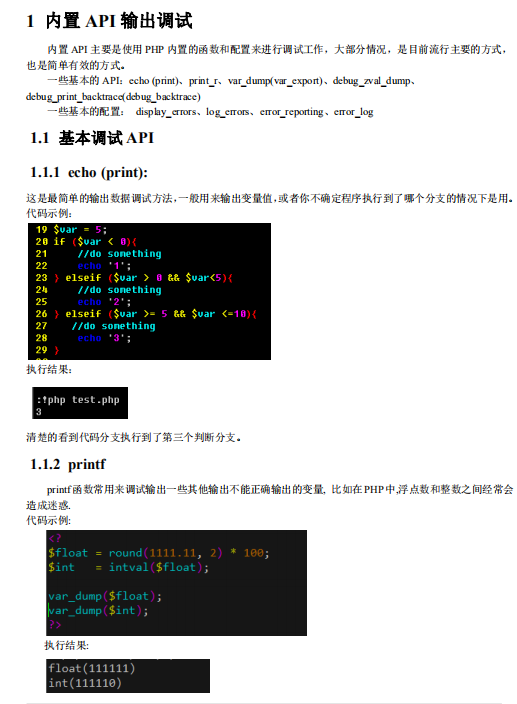 1 内置 API 输出调试
内置 API 主要是使用 PHP 内置的函数和配置来进行调试工作，大部分情况，是目前流行主要的方式，
也是简单有效的方式。
一些基本的 API：echo (print)、print_r、var_dump(var_export)、debug_zval_dump、
debug_print_backtrace(debug_backtrace)
一些基本的配置： display_errors、log_errors、error_reporting、error_log
1.1 基本调试 API
1.1.1 echo (print):
这是最简单的输出数据调试方法，一般用来输出变量值，或者你不确定程序执行到了哪个分支的情况下是用。
代码示例：
19 $var = 5;
20 if ($var < 0){
21 //do something
22 echo '1';
23 } elseif ($var > 0 && $var<5){
24 //do something
25 echo '2';
26 } elseif ($var >= 5 && $var <=10){
27 //do something
28 echo '3';
29 }
执行结果：
:!php test.php
3
清楚的看到代码分支执行到了第三个判断分支。
1.1.2 printf
printf 函数常用来调试输出一些其他输出不能正确输出的变量, 比如在 PHP 中,浮点数和整数之间经常会
造成迷惑.
代码示例:
<?
$float = round(1111.11, 2) * 100;
$int = intval($float);
var_dump($float);
var_dump($int);
?>
执行结果:
float(111111)
int(111110)